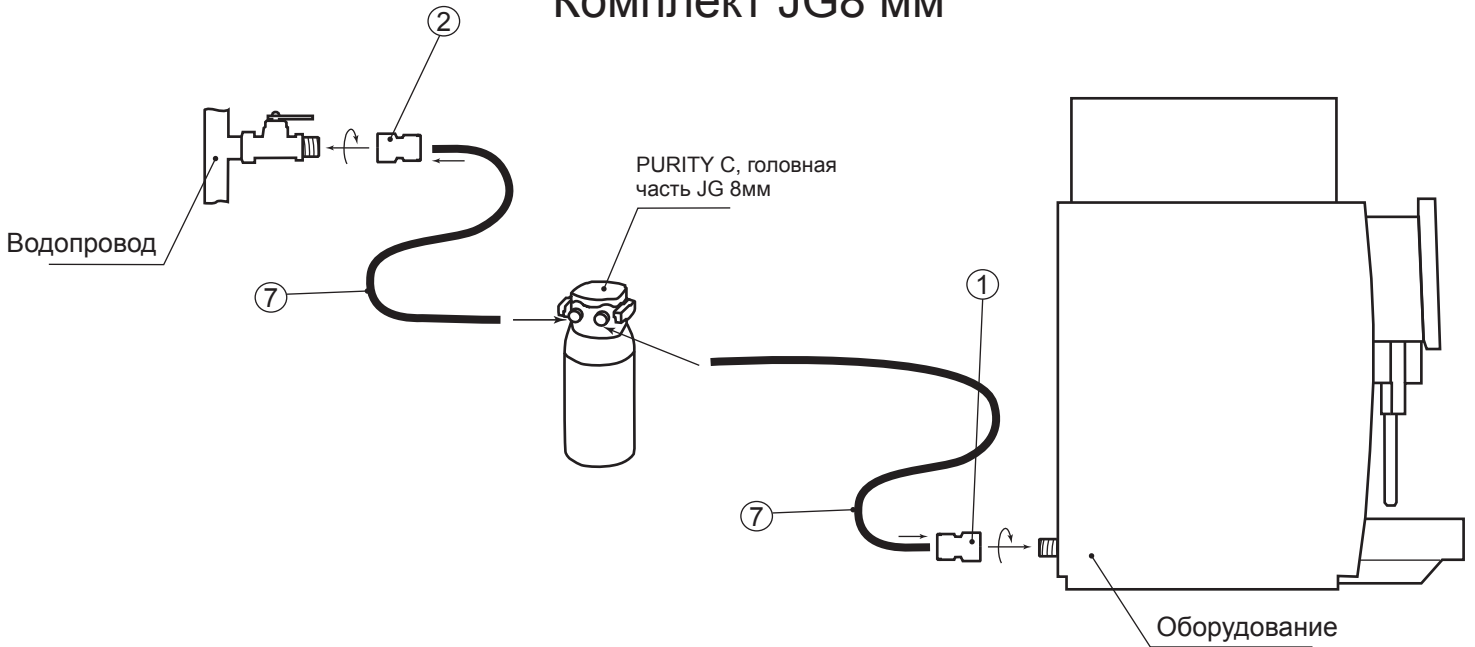 Комплект JG8 мм
2
PURITY C, головная
часть JG 8мм
Водопровод
7
1
7
Оборудование